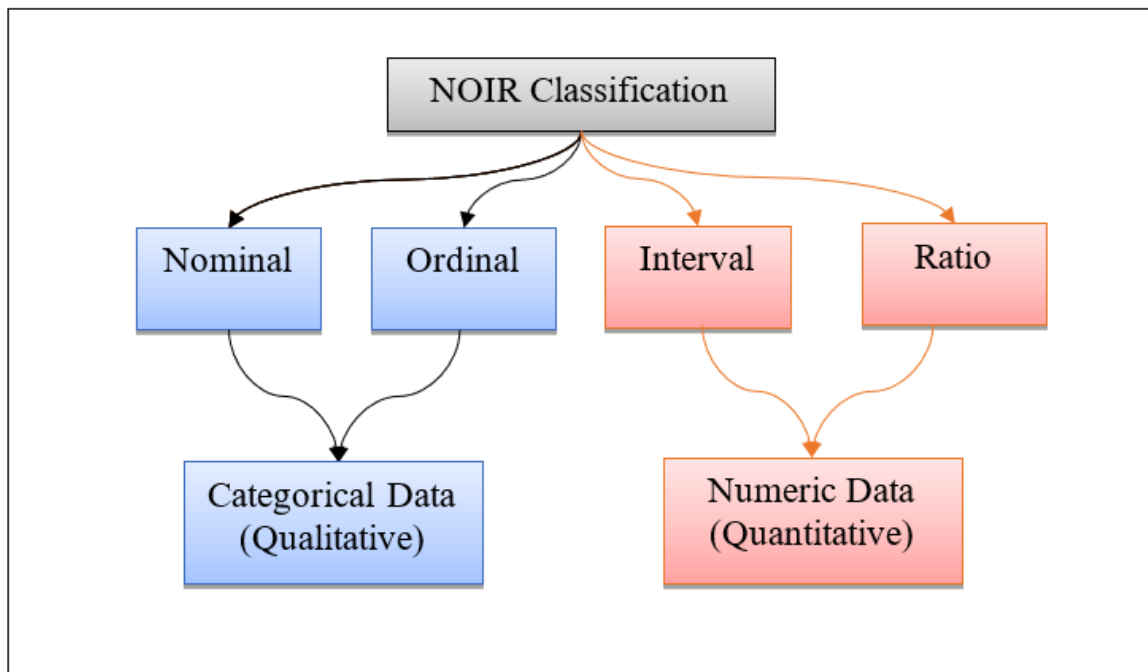 NOIR Classification
Nominal
Ordinal
Interval
Ratio
Categorical Data
(Qualitative)
Numeric Data
(Quantitative)